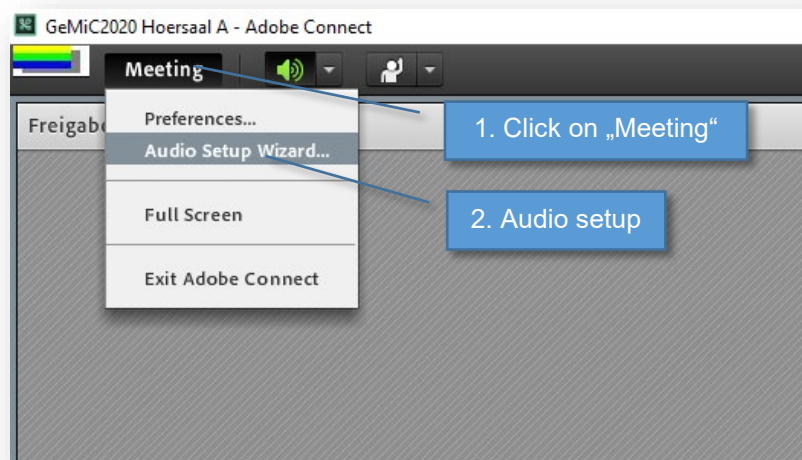 GeMiC2020 Hoersaal A - Adobe Connect
Meeting
Freigab
Preferences...
Audio Setup Wizard...
Full Screen
Exit Adobe Connect
1. Click on „Meeting“
2. Audio setup